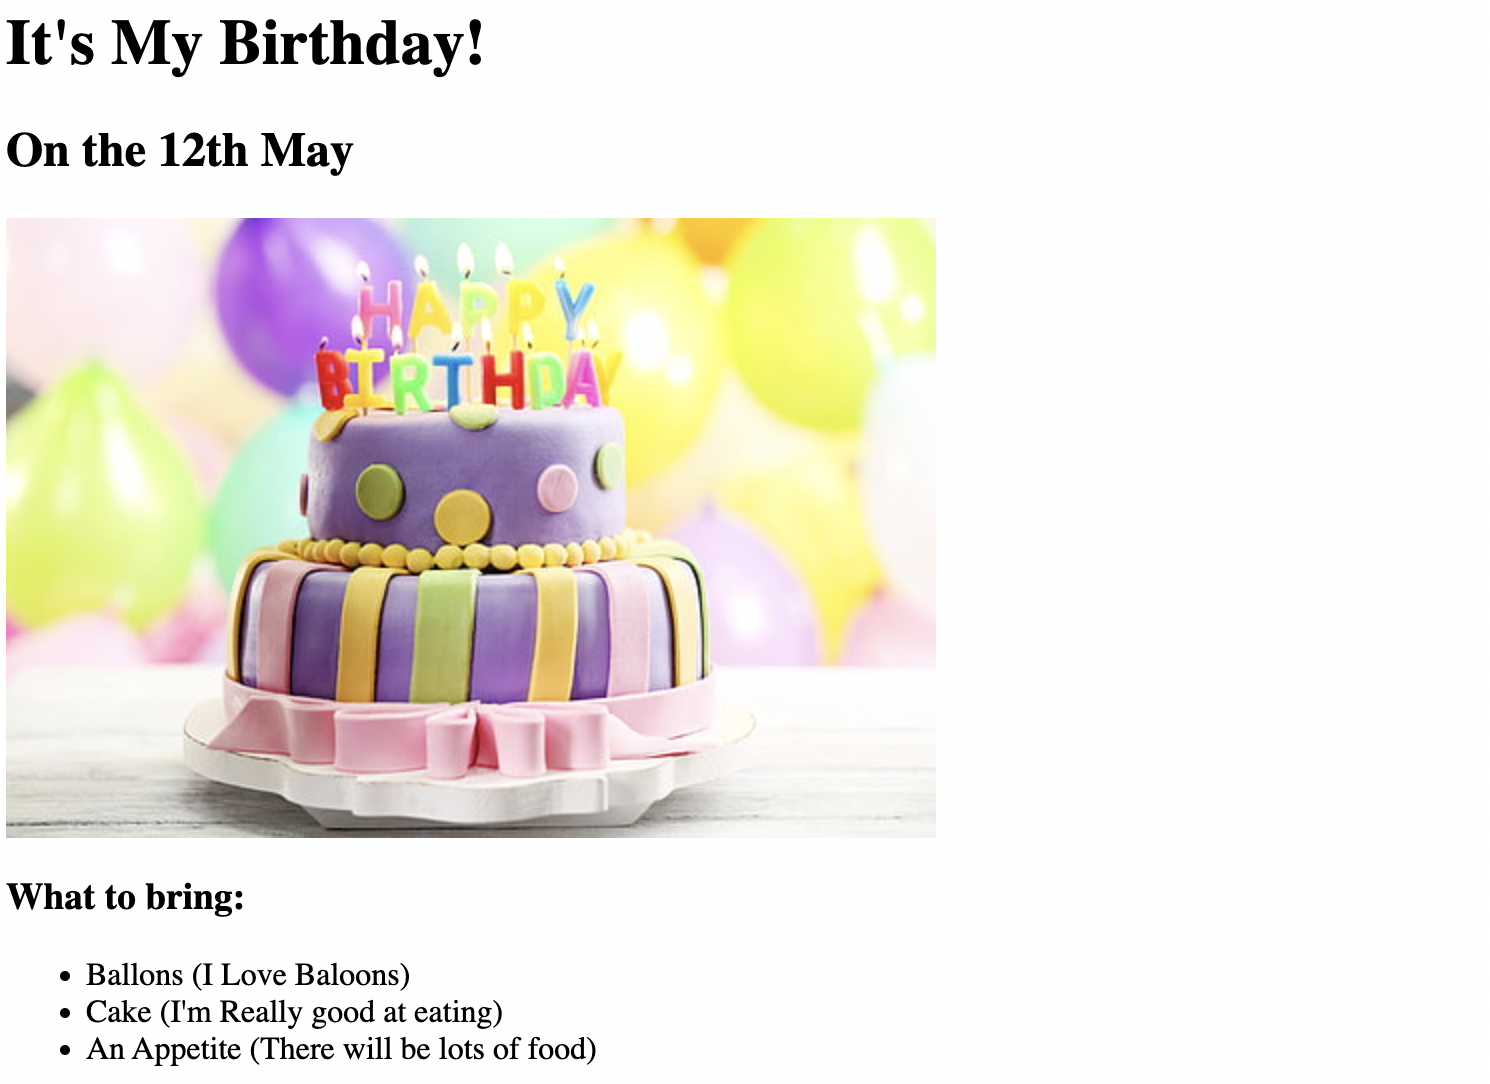 It's My Birthday!
On the 12th May
HAPPY
BIRTHDAY
What to bring:
Ballons (I Love Baloons)
Cake (I'm Really good at eating)
An Appetite (There will be lots of food)